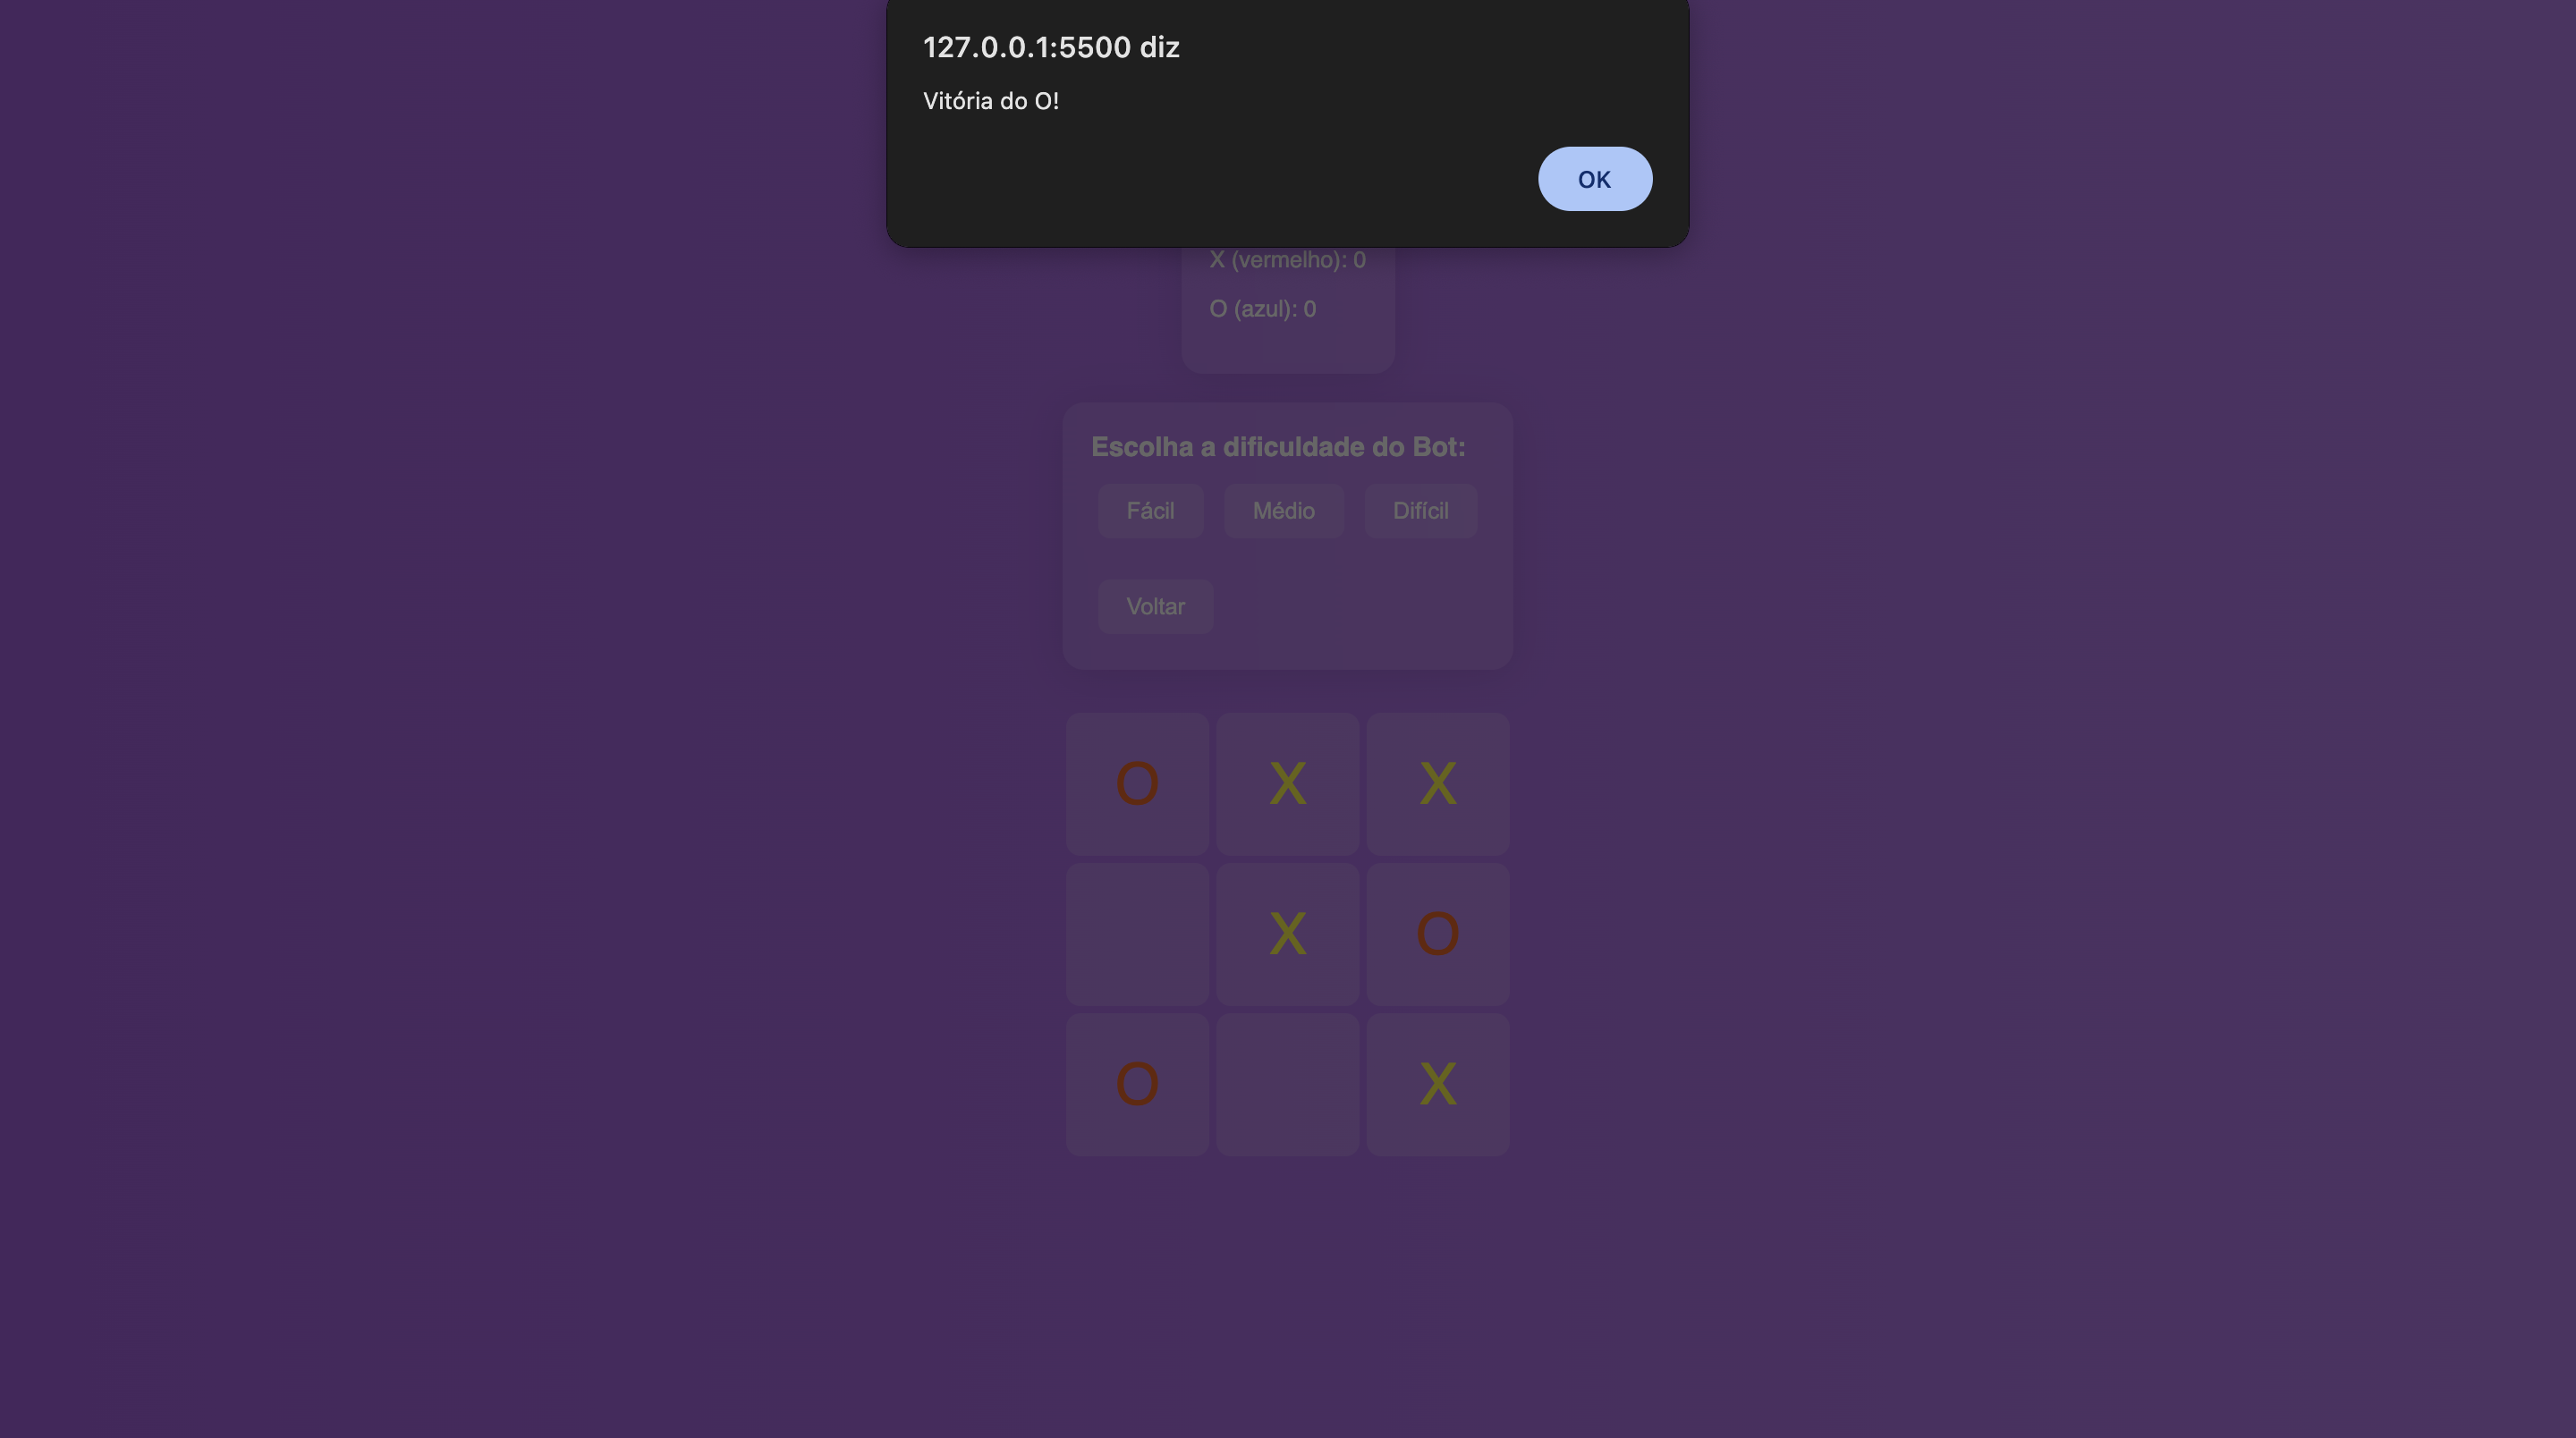 127.0.0.1:5500 diz
Vitória do O!
OK
X (vermelho): 0
O (azul): 0
Escolha a dificuldade do Bot:
Fácil Médio Difícil
Voltar
O X X
X O
O X